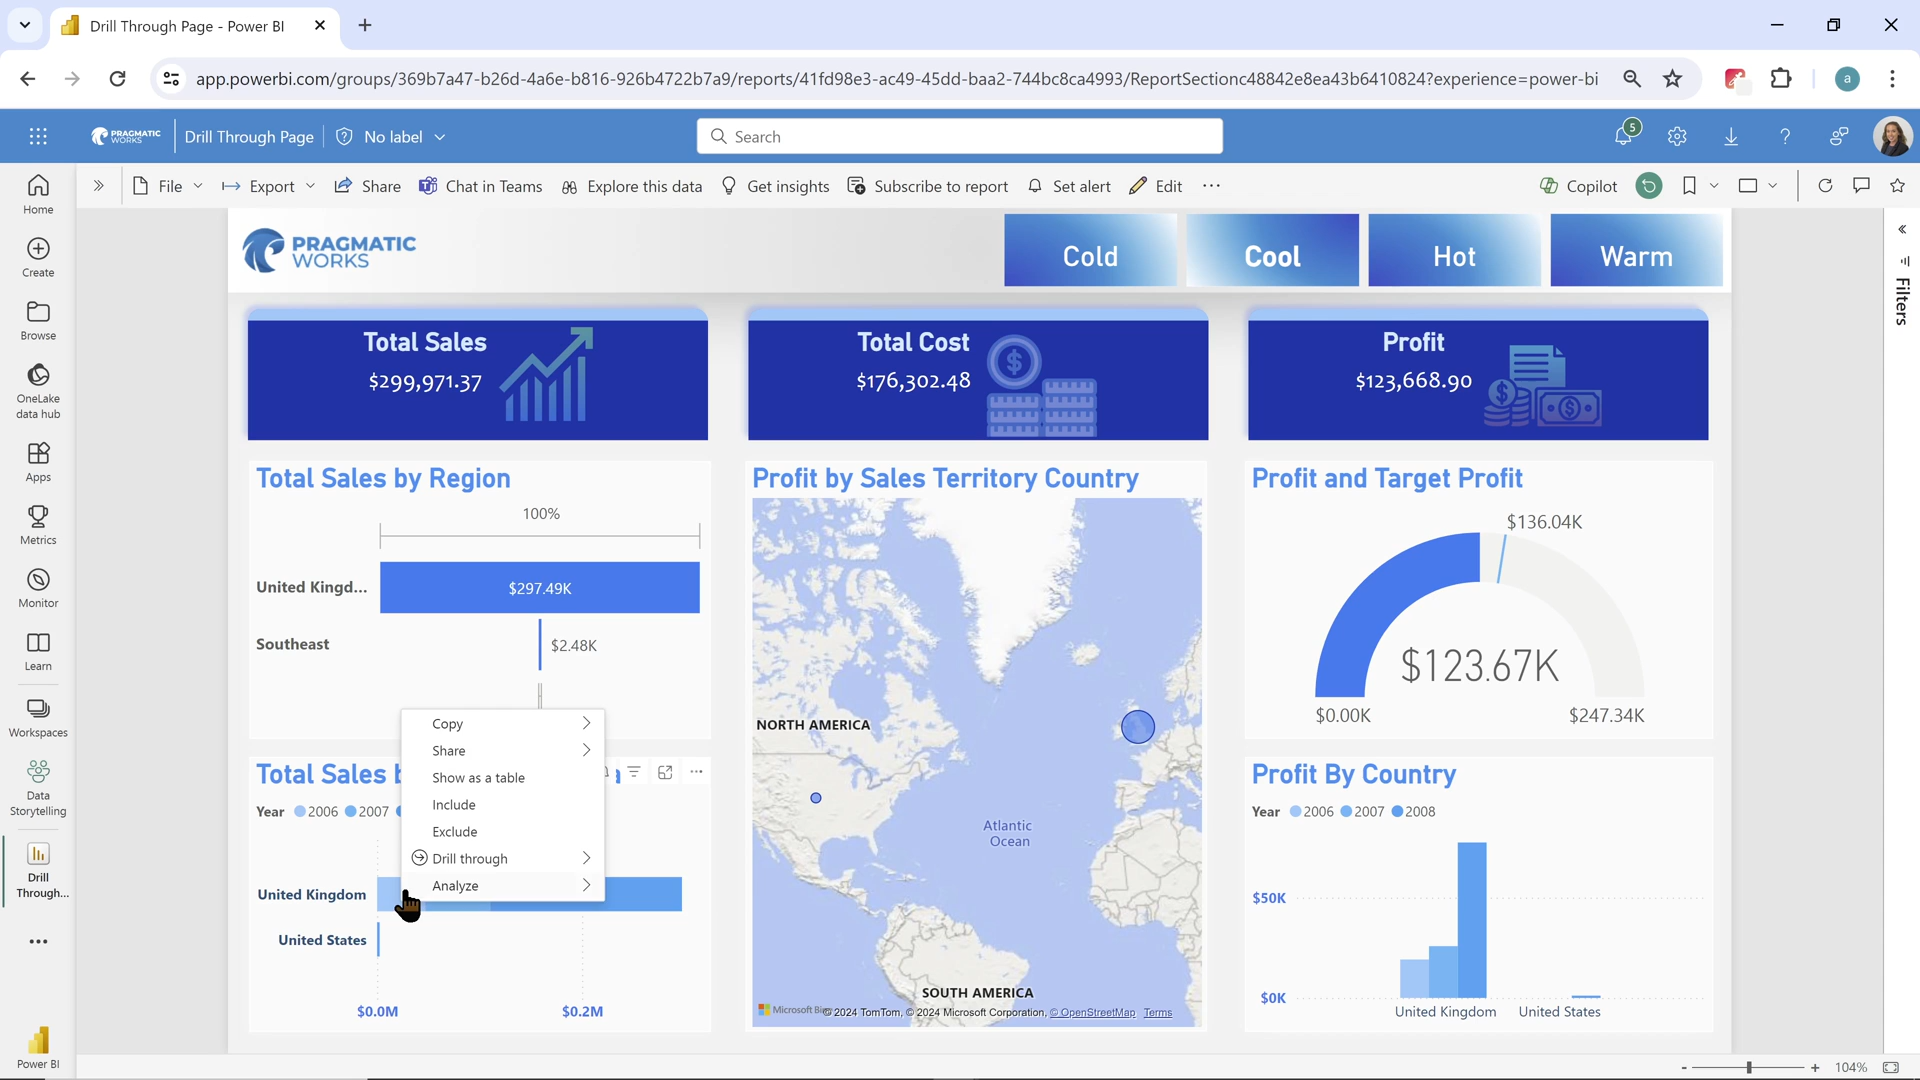 Drill Through Page - Power BI
app.powerbi.com/groups/369b7a47-b26d-4a6e-b816-926b4722b7a9/reports/41fd98e3-ac49-45dd-baa2-744bc8ca4993/ReportSectionc48842e8ea43b6410824?experience=power-bi
a
PRAGMATIC WORKS
Drill Through Page
No label
Search
5
File
Export
Share
Chat in Teams
Explore this data
Get insights
Subscribe to report
Set alert
Edit
Copilot
Home
Create
Browse
OneLake
data hub
Apps
Metrics
Monitor
Learn
Workspaces
Data
Storytelling
Drill
Through...
Power BI
Filters
PRAGMATIC
WORKS
Cold
Cool
Hot
Warm
Total Sales
$299,971.37
Total Cost
$176,302.48
Profit
$123,668.90
Total Sales by Region
100%
United Kingd...
$297.49K
Southeast
$2.48K
Copy
Share
Show as a table
Include
Exclude
Drill through
Analyze
Total Sales
Year 2006 2007
United Kingdom
United States
$0.0M
$0.2M
Profit by Sales Territory Country
NORTH AMERICA
Atlantic
Ocean
SOUTH AMERICA
Microsoft Bing
© 2024 TomTom, © 2024 Microsoft Corporation, © OpenStreetMap Terms
Profit and Target Profit
$136.04K
$123.67K
$0.00K
$247.34K
Profit By Country
Year 2006 2007 2008
$50K
$0K
United Kingdom
United States
- + 104%